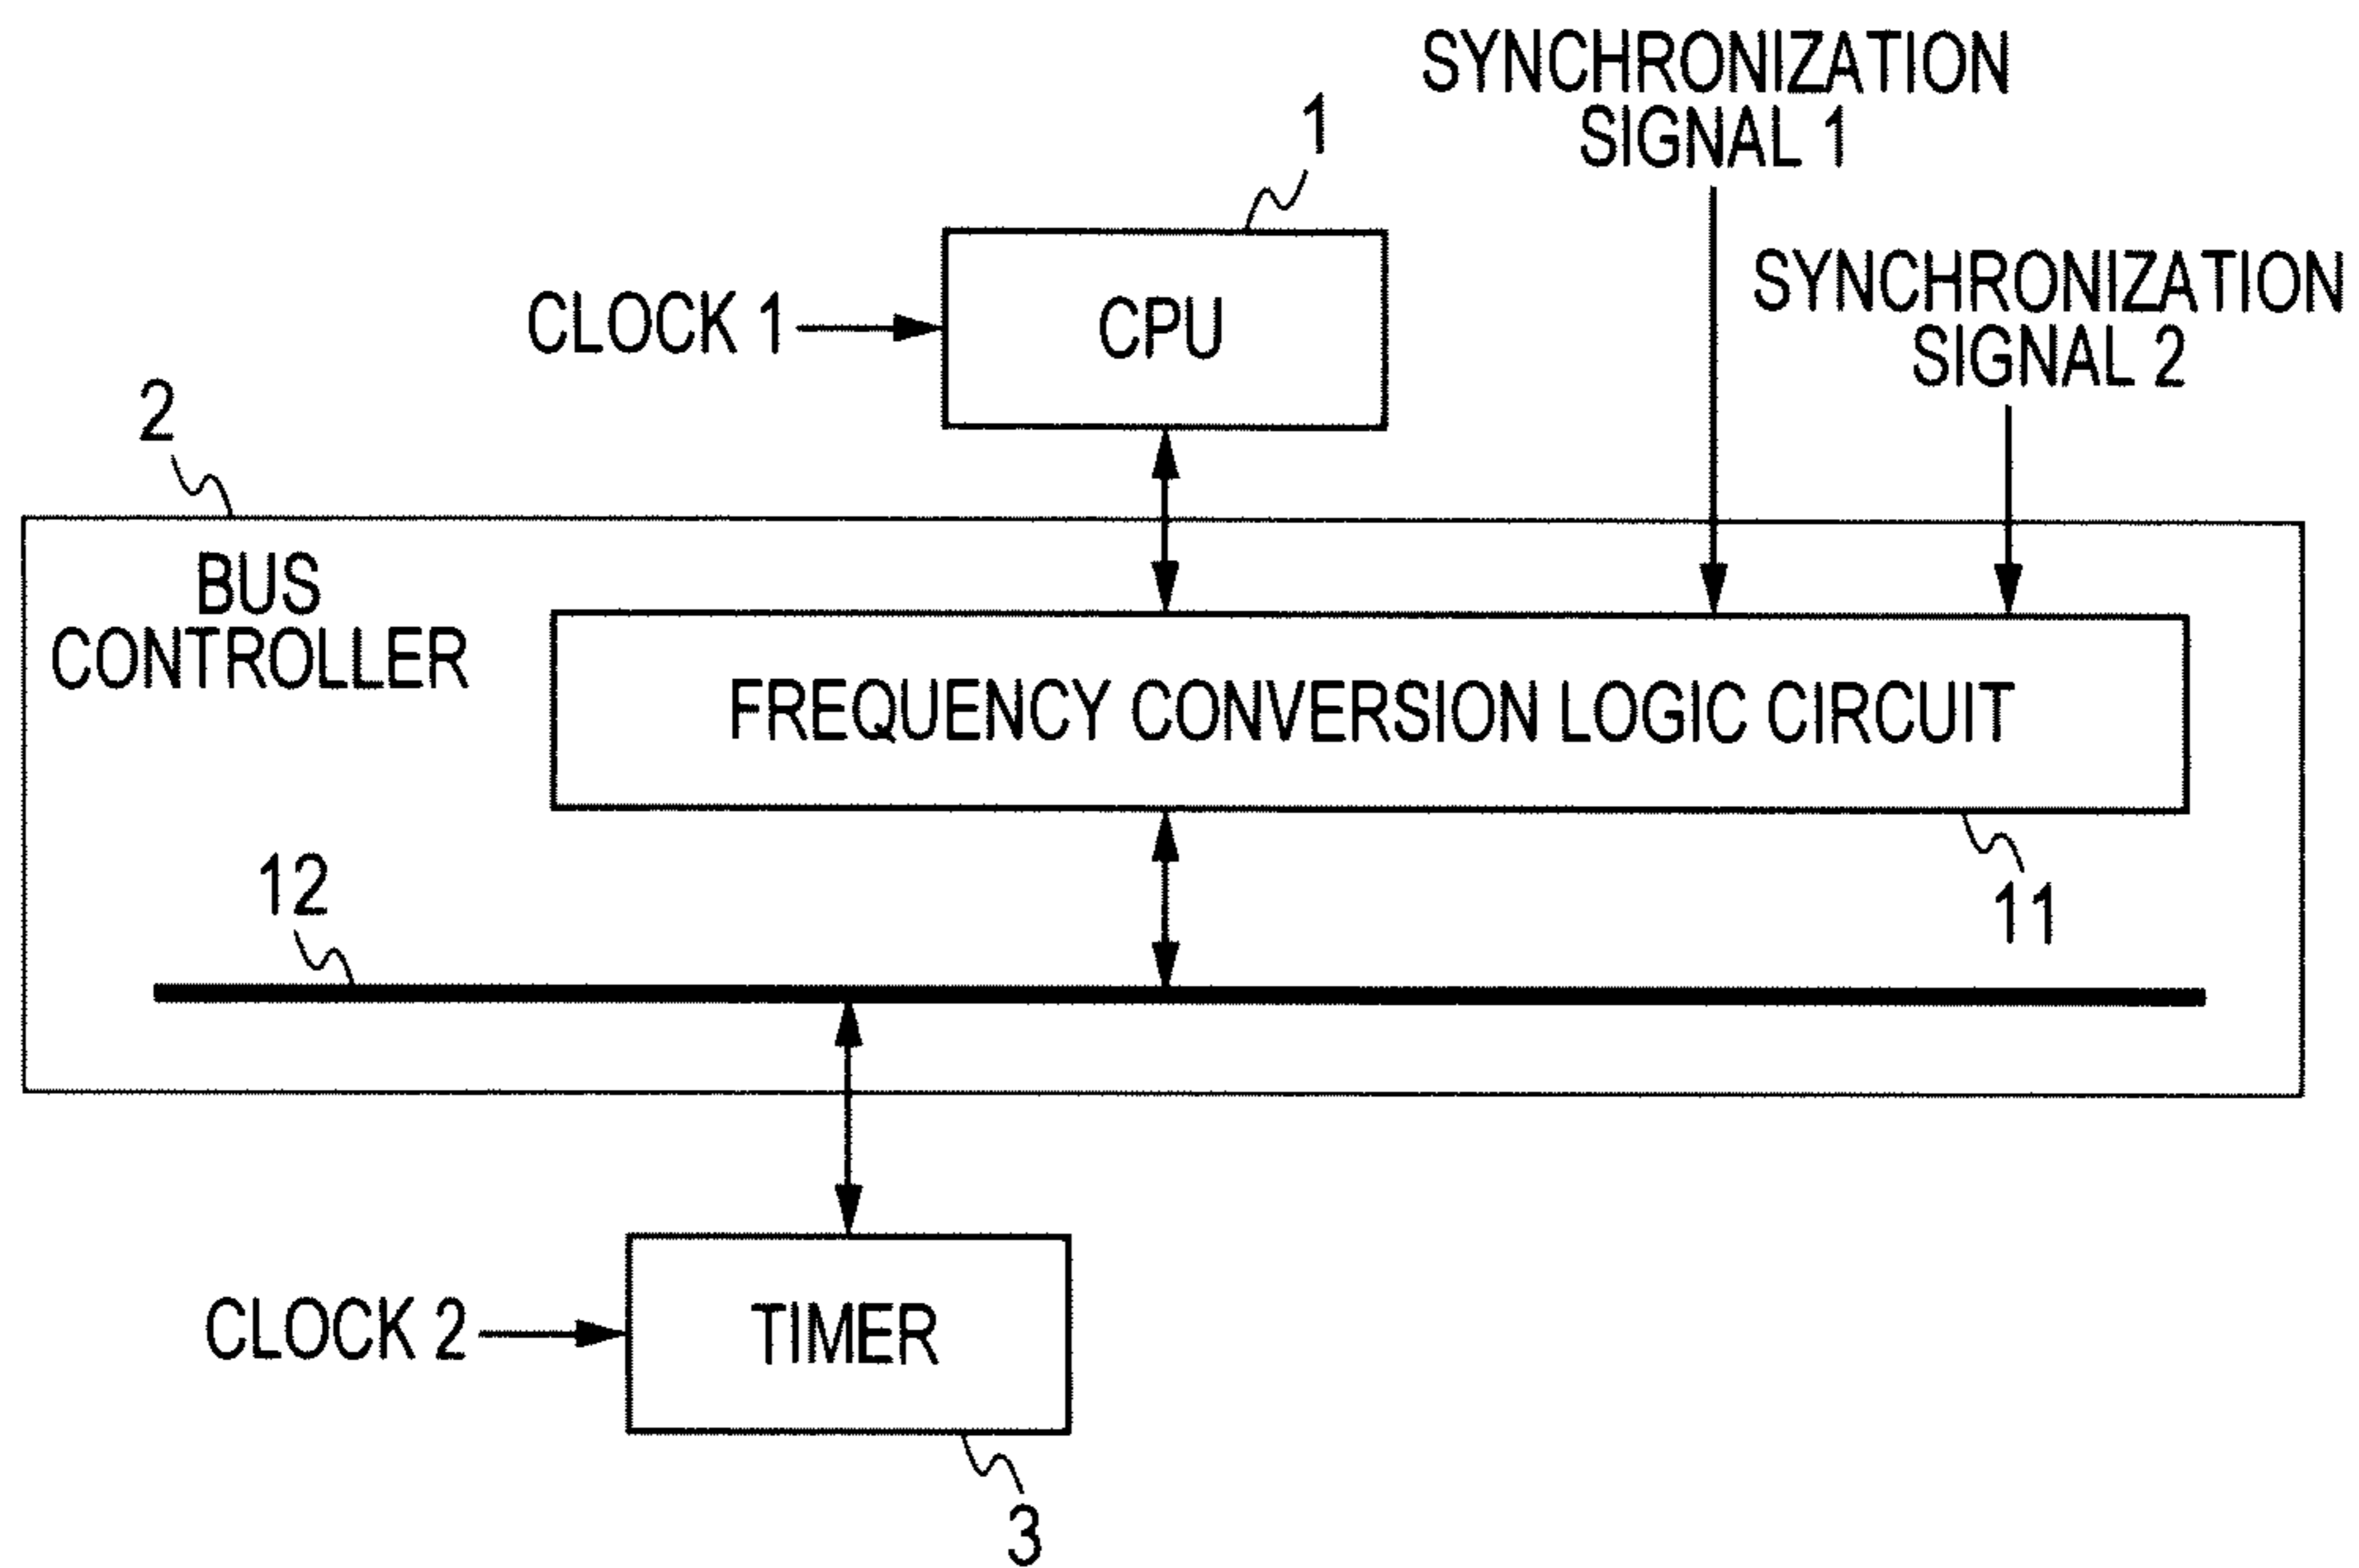 SYNCHRONIZATION
SIGNAL 1
1
SYNCHRONIZATION
SIGNAL 2
CLOCK 1
CPU
2
BUS
CONTROLLER
FREQUENCY CONVERSION LOGIC CIRCUIT
12
11
CLOCK 2
TIMER
3